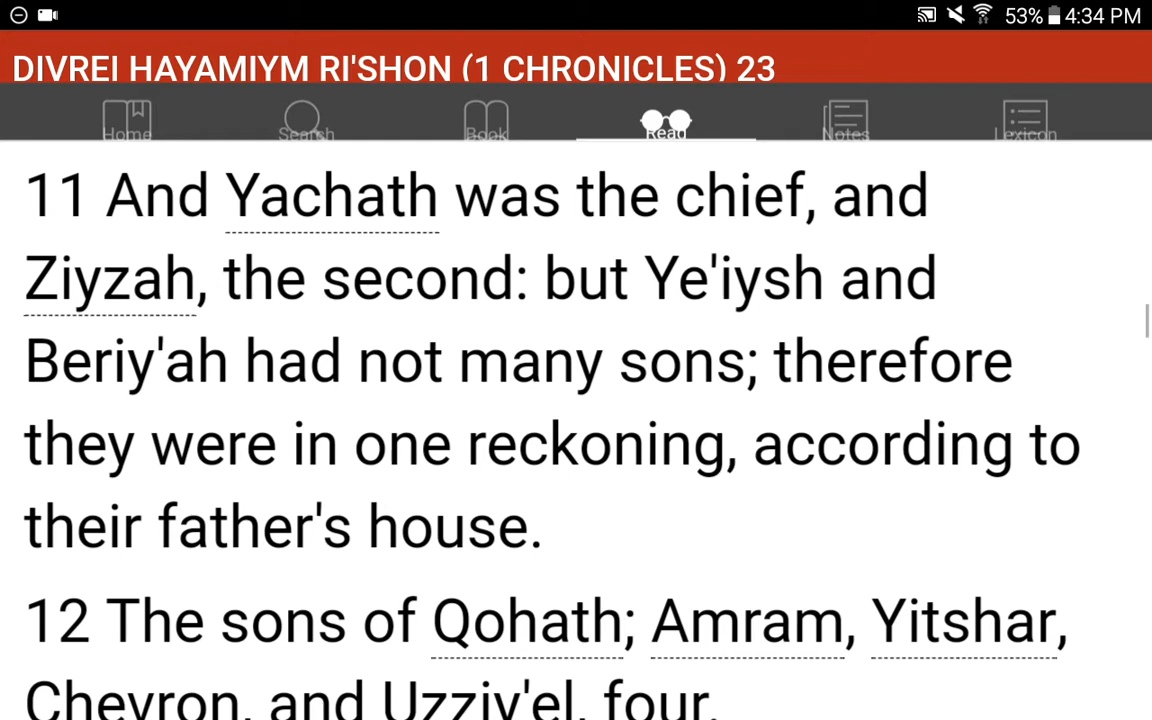 53% 4:34 PM
DIVREI HAYAMIYM RI'SHON (1 CHRONICLES) 23
Home Search Book Read Notes Lexicon
11 And Yachath was the chief, and
Ziyzah, the second: but Ye'iysh and
Beriy'ah had not many sons; therefore
they were in one reckoning, according to
their father's house.
12 The sons of Qohath; Amram, Yitshar,
Chevron, and Uzziy'el, four.